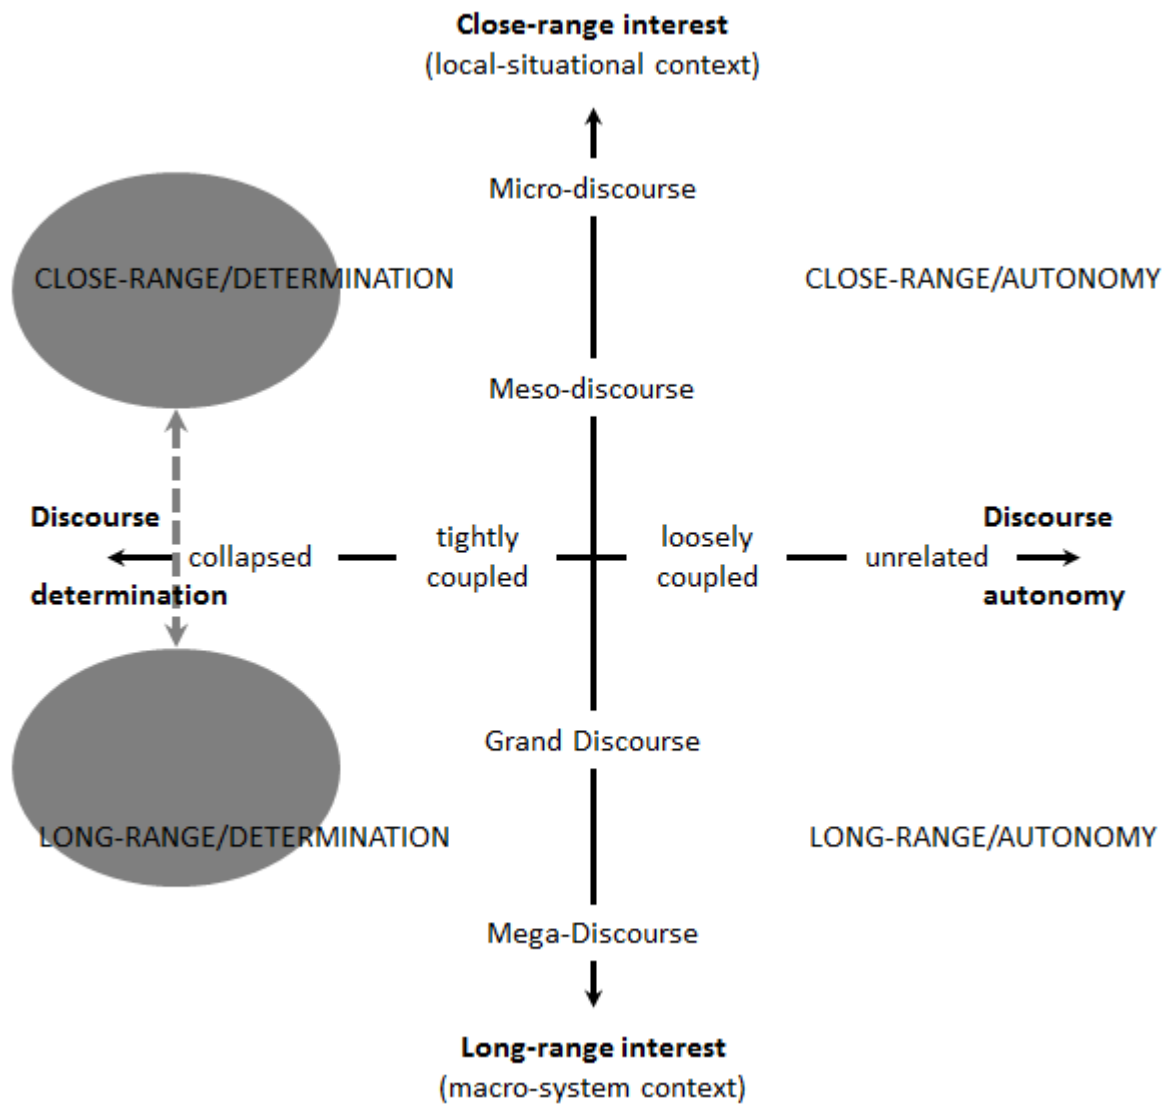 Close-range interest
(local-situational context)
Micro-discourse
CLOSE-RANGE/DETERMINATION
CLOSE-RANGE/AUTONOMY
Meso-discourse
Discourse
determination
collapsed
tightly
coupled
loosely
coupled
unrelated
Discourse
autonomy
Grand Discourse
LONG-RANGE/DETERMINATION
LONG-RANGE/AUTONOMY
Mega-Discourse
Long-range interest
(macro-system context)